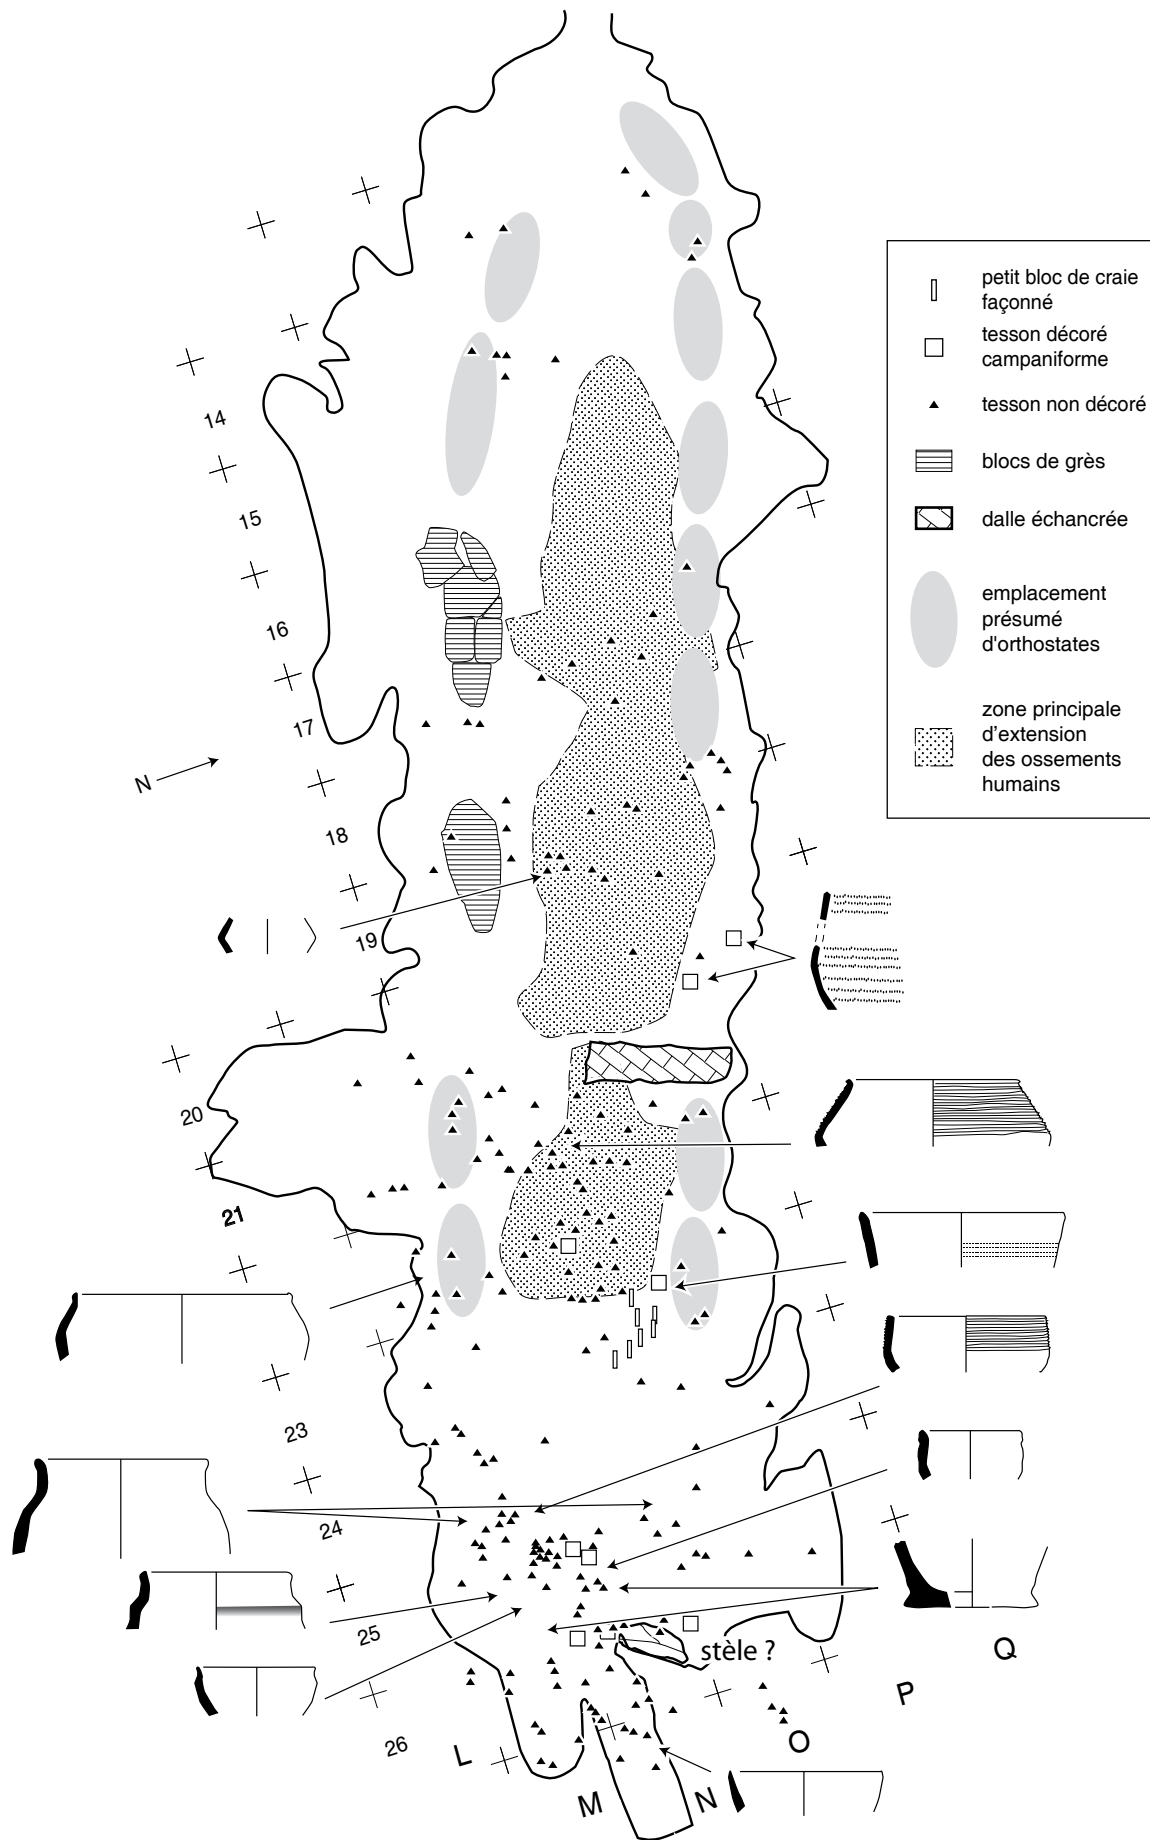 14
15
16
17
N
18
19
20
21
23
24
25
26
L
M
N
O
P
Q
stèle ?
petit bloc de craie
façonné
tesson décoré
campaniforme
tesson non décoré
blocs de grès
dalle échancrée
emplacement
présumé
d'orthostates
zone principale
d'extension
des ossements
humains